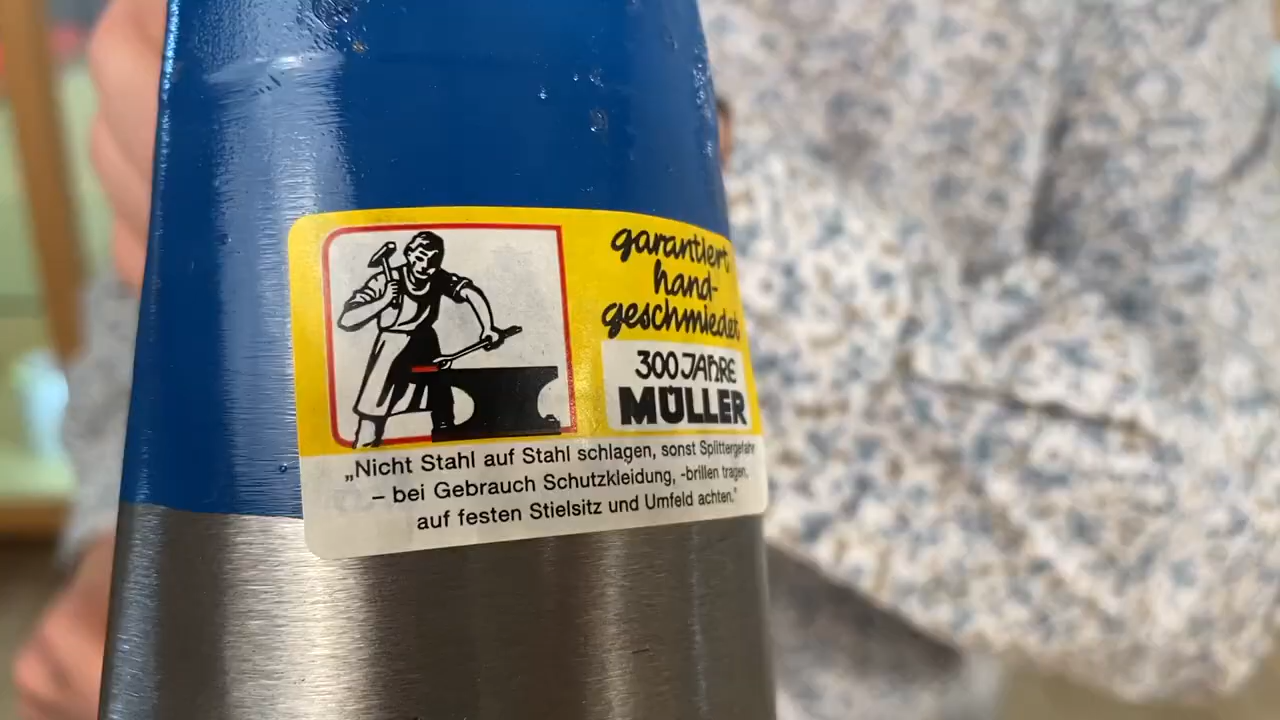 garantiert
hand-
geschmiedet
300 JAHRE
MÜLLER
„Nicht Stahl auf Stahl schlagen, sonst Splittergefahr
– bei Gebrauch Schutzkleidung, -brillen tragen,
auf festen Stielsitz und Umfeld achten."